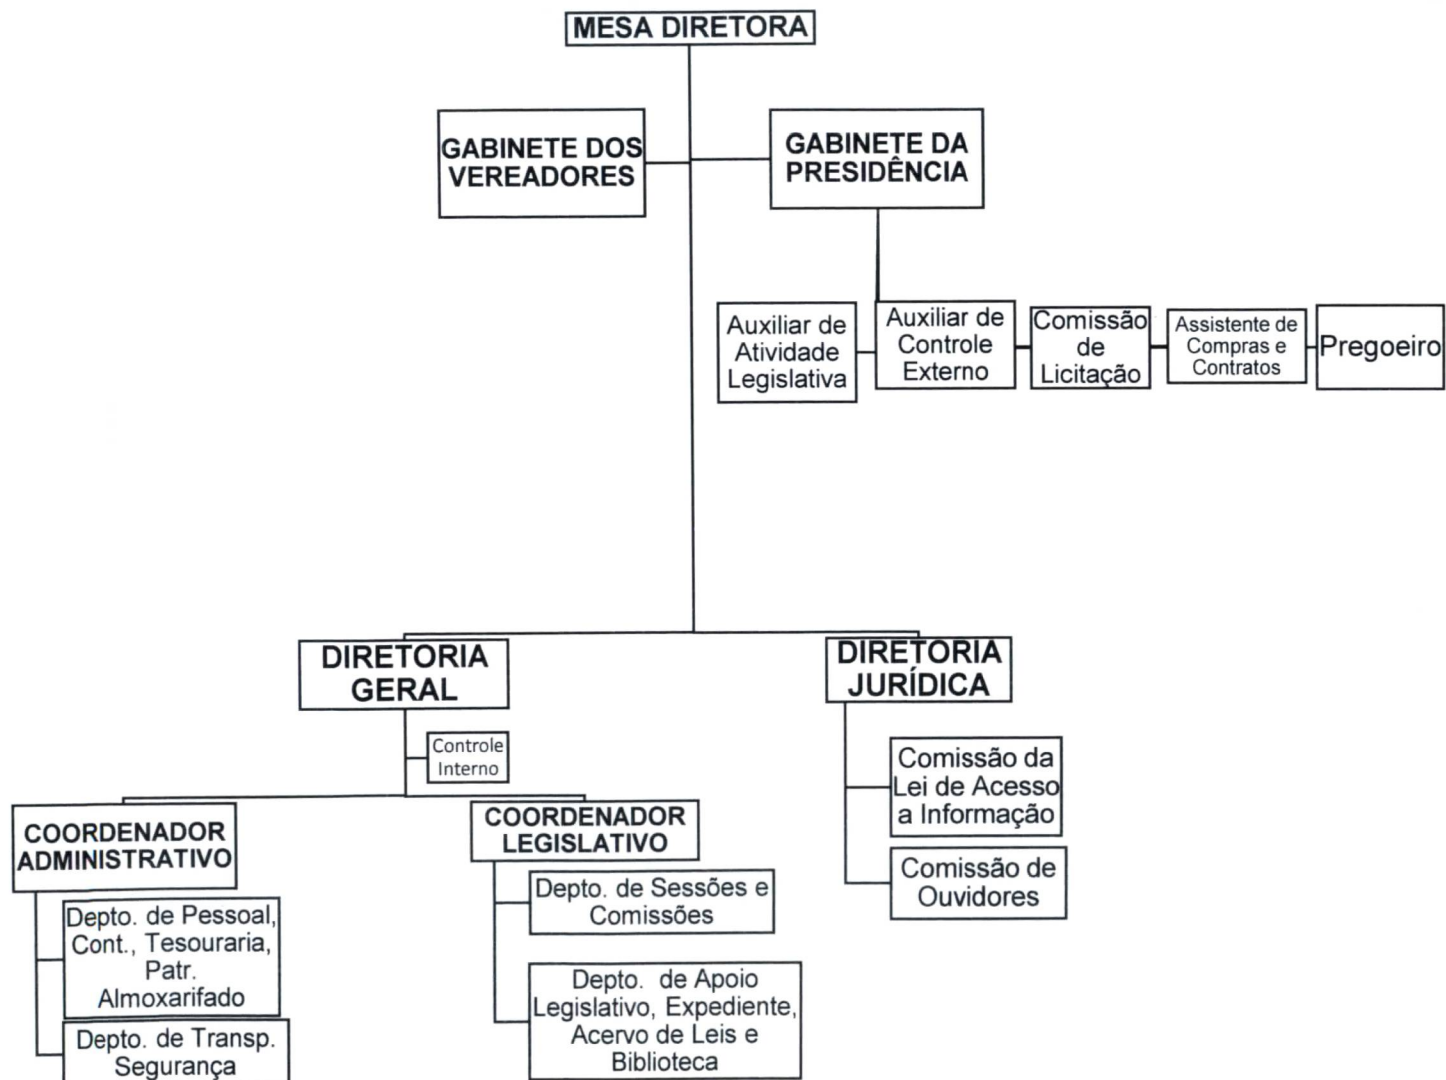 MESA DIRETORA
GABINETE DOS
VEREADORES
GABINETE DA
PRESIDÊNCIA
Auxiliar de
Atividade
Legislativa
Auxiliar de
Controle
Externo
Comissão
de
Licitação
Assistente de
Compras e
Contratos
Pregoeiro
DIRETORIA
GERAL
DIRETORIA
JURÍDICA
Controle
Interno
Comissão da
Lei de Acesso
a Informação
Comissão de
Ouvidores
COORDENADOR
ADMINISTRATIVO
COORDENADOR
LEGISLATIVO
Depto. de Pessoal,
Cont., Tesouraria,
Patr.
Almoxarifado
Depto. de Transp.
Segurança
Depto. de Sessões e
Comissões
Depto. de Apoio
Legislativo, Expediente,
Acervo de Leis e
Biblioteca